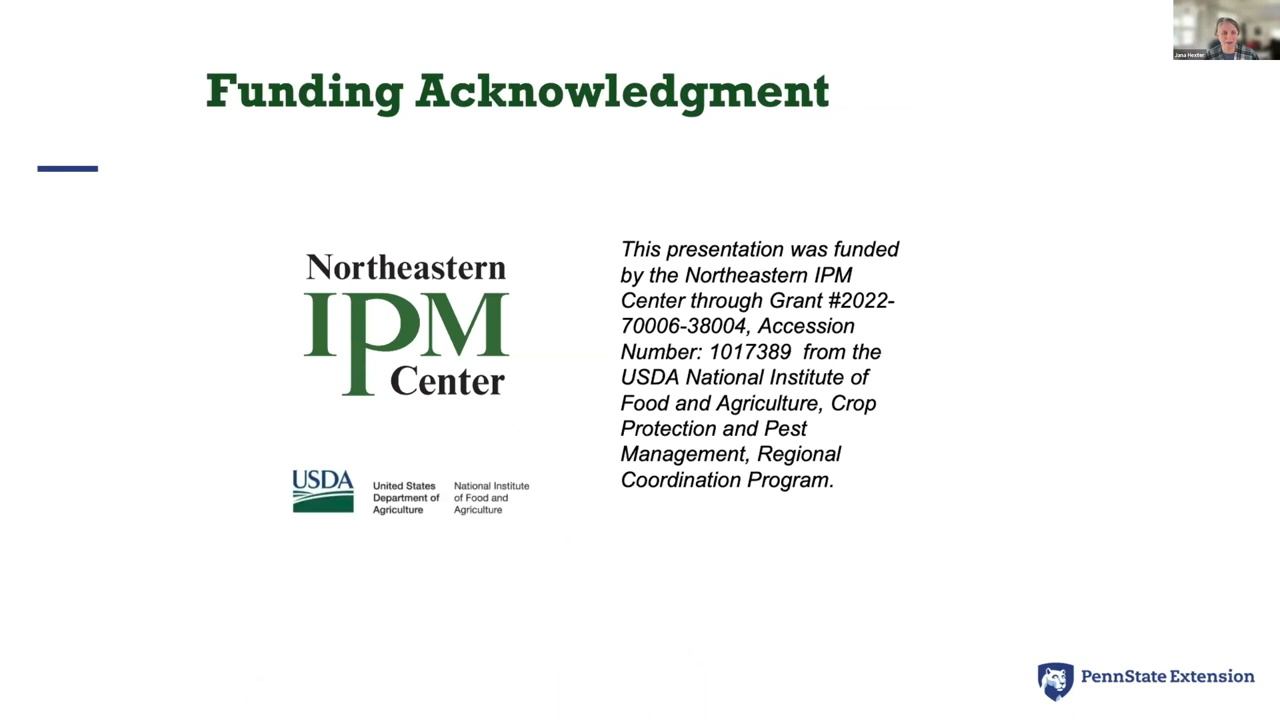 Jana Hexter
Funding Acknowledgment
Northeastern
IPM
Center
This presentation was funded
by the Northeastern IPM
Center through Grant #2022-
70006-38004, Accession
Number: 1017389 from the
USDA National Institute of
Food and Agriculture, Crop
Protection and Pest
Management, Regional
Coordination Program.
USDA
United States
Department of
Agriculture
National Institute
of Food and
Agriculture
PennState Extension